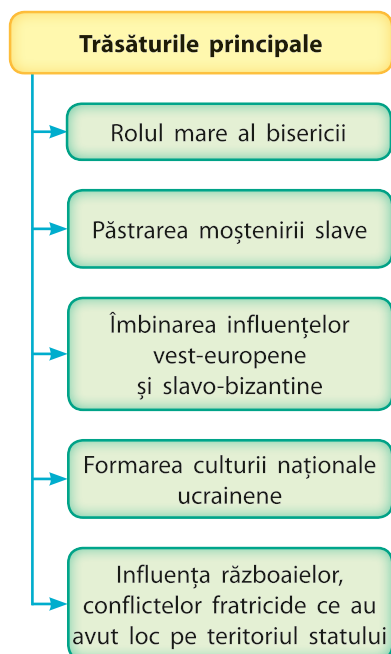 Trăsăturile principale
Rolul mare al bisericii
Păstrarea moștenirii slave
Îmbinarea influențelor
vest-europene
și slavo-bizantine
Formarea culturii naționale
ucrainene
Influența războaielor,
conflictelor fratricide ce au
avut loc pe teritoriul statului